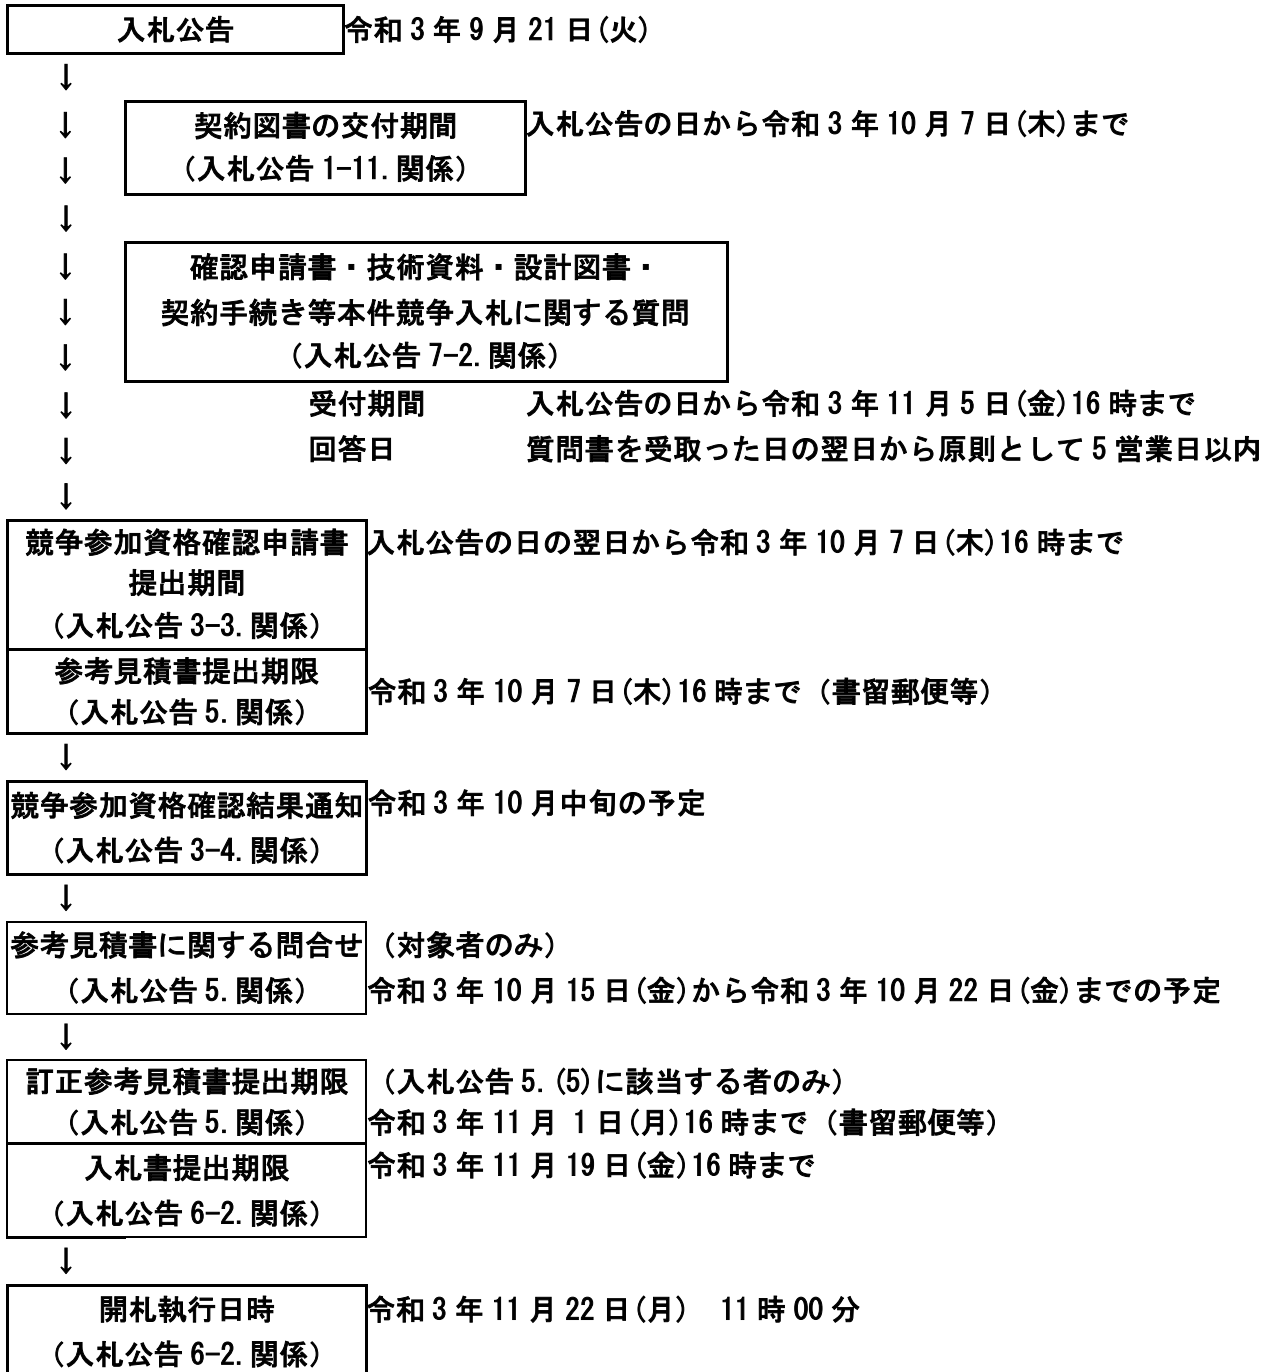 入札公告 令和3年9月21日(火)
↓
↓ 契約図書の交付期間 入札公告の日から令和3年10月7日(木)まで
↓ (入札公告1-11.関係)
↓
↓ 確認申請書・技術資料・設計図書・
↓ 契約手続き等本件競争入札に関する質問
↓ (入札公告7-2.関係)
↓ 受付期間 入札公告の日から令和3年11月5日(金)16時まで
↓ 回答日 質問書を受取った日の翌日から原則として5営業日以内
↓
競争参加資格確認申請書 入札公告の日の翌日から令和3年10月7日(木)16時まで
提出期間
(入札公告3-3.関係)
参考見積書提出期限
令和3年10月7日(木)16時まで(書留郵便等)
(入札公告5.関係)
↓
競争参加資格確認結果通知 令和3年10月中旬の予定
(入札公告3-4.関係)
↓
参考見積書に関する問合せ (対象者のみ)
(入札公告5.関係) 令和3年10月15日(金)から令和3年10月22日(金)までの予定
↓
訂正参考見積書提出期限 (入札公告5.(5)に該当する者のみ)
(入札公告5.関係) 令和3年11月 1日(月)16時まで(書留郵便等)
入札書提出期限 令和3年11月19日(金)16時まで
(入札公告6-2.関係)
↓
開札執行日時 令和3年11月22日(月) 11時00分
(入札公告6-2.関係)